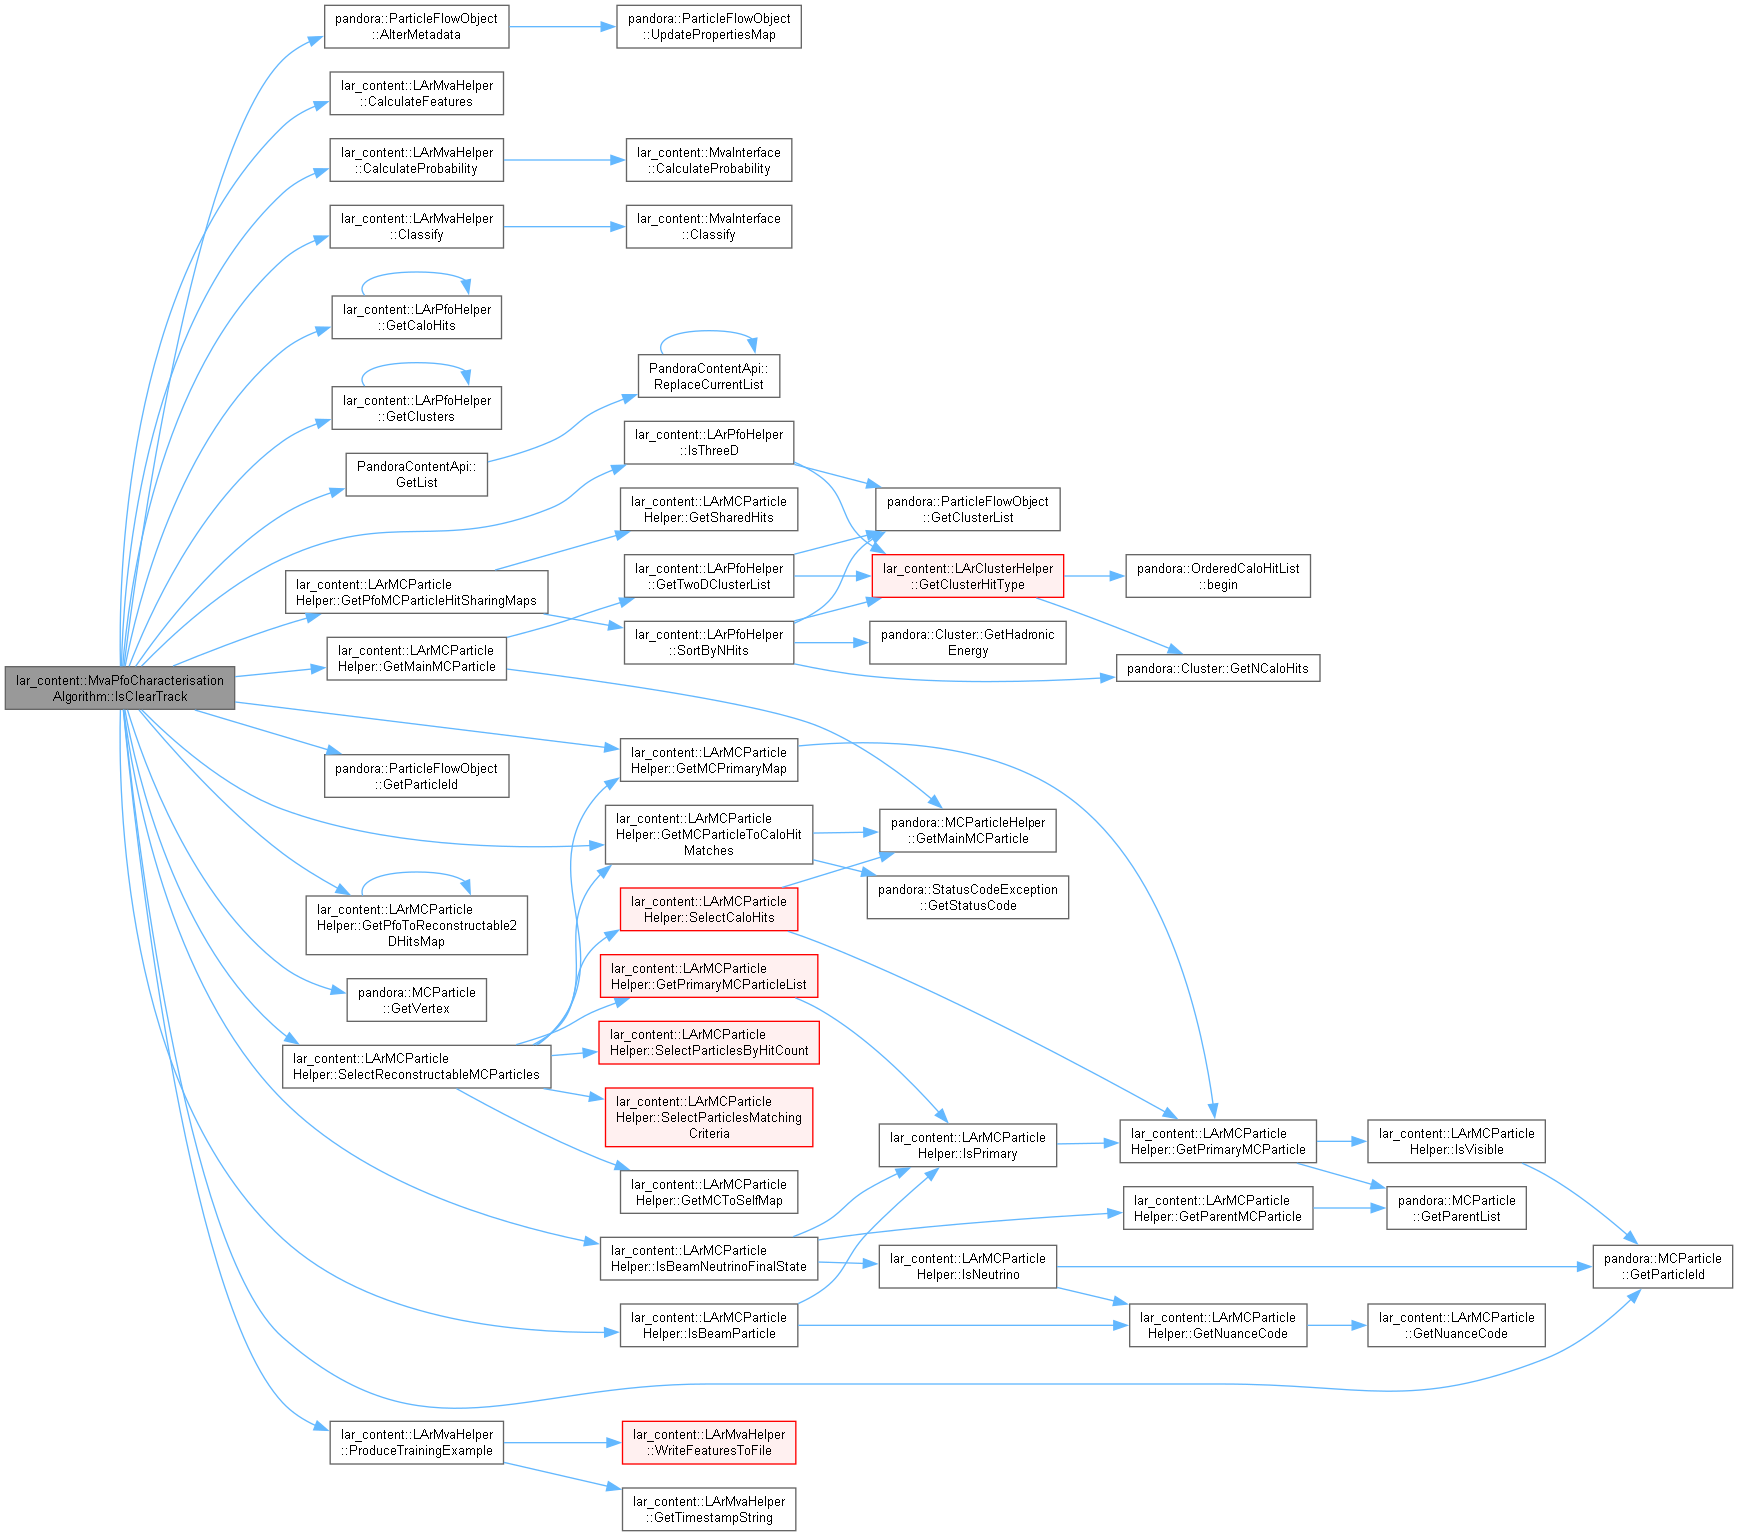 pandora::ParticleFlowObject
::AlterMetadata
pandora::ParticleFlowObject
::UpdatePropertiesMap
lar_content::LArMvaHelper
::CalculateFeatures
lar_content::LArMvaHelper
::CalculateProbability
lar_content::MvaInterface
::CalculateProbability
lar_content::LArMvaHelper
::Classify
lar_content::MvaInterface
::Classify
lar_content::LArPfoHelper
::GetCaloHits
PandoraContentApi::
ReplaceCurrentList
lar_content::LArPfoHelper
::GetClusters
lar_content::LArPfoHelper
::IsThreeD
PandoraContentApi::
GetList
lar_content::LArMCParticle
Helper::GetSharedHits
pandora::ParticleFlowObject
::GetClusterList
lar_content::LArMCParticle
Helper::GetPfoMCParticleHitSharingMaps
lar_content::LArPfoHelper
::GetTwoDClusterList
lar_content::LArClusterHelper
::GetClusterHitType
pandora::OrderedCaloHitList
::begin
lar_content::LArMCParticle
Helper::GetMainMCParticle
lar_content::LArPfoHelper
::SortByNHits
pandora::Cluster::GetHadronic
Energy
pandora::Cluster::GetNCaloHits
lar_content::MvaPfoCharacterisation
Algorithm::IsClearTrack
lar_content::LArMCParticle
Helper::GetMCPrimaryMap
pandora::ParticleFlowObject
::GetParticleId
lar_content::LArMCParticle
Helper::GetMCParticleToCaloHit
Matches
pandora::MCParticleHelper
::GetMainMCParticle
pandora::StatusCodeException
::GetStatusCode
lar_content::LArMCParticle
Helper::SelectCaloHits
lar_content::LArMCParticle
Helper::GetPfoToReconstructable2
DHitsMap
lar_content::LArMCParticle
Helper::GetPrimaryMCParticleList
pandora::MCParticle
::GetVertex
lar_content::LArMCParticle
Helper::SelectParticlesByHitCount
lar_content::LArMCParticle
Helper::SelectReconstructableMCParticles
lar_content::LArMCParticle
Helper::SelectParticlesMatching
Criteria
lar_content::LArMCParticle
Helper::IsPrimary
lar_content::LArMCParticle
Helper::GetPrimaryMCParticle
lar_content::LArMCParticle
Helper::IsVisible
lar_content::LArMCParticle
Helper::GetMCToSelfMap
lar_content::LArMCParticle
Helper::GetParentMCParticle
pandora::MCParticle
::GetParentList
lar_content::LArMCParticle
Helper::IsBeamNeutrinoFinalState
lar_content::LArMCParticle
Helper::IsNeutrino
pandora::MCParticle
::GetParticleId
lar_content::LArMCParticle
Helper::IsBeamParticle
lar_content::LArMCParticle
Helper::GetNuanceCode
lar_content::LArMCParticle
::GetNuanceCode
lar_content::LArMvaHelper
::ProduceTrainingExample
lar_content::LArMvaHelper
::WriteFeaturesToFile
lar_content::LArMvaHelper
::GetTimestampString